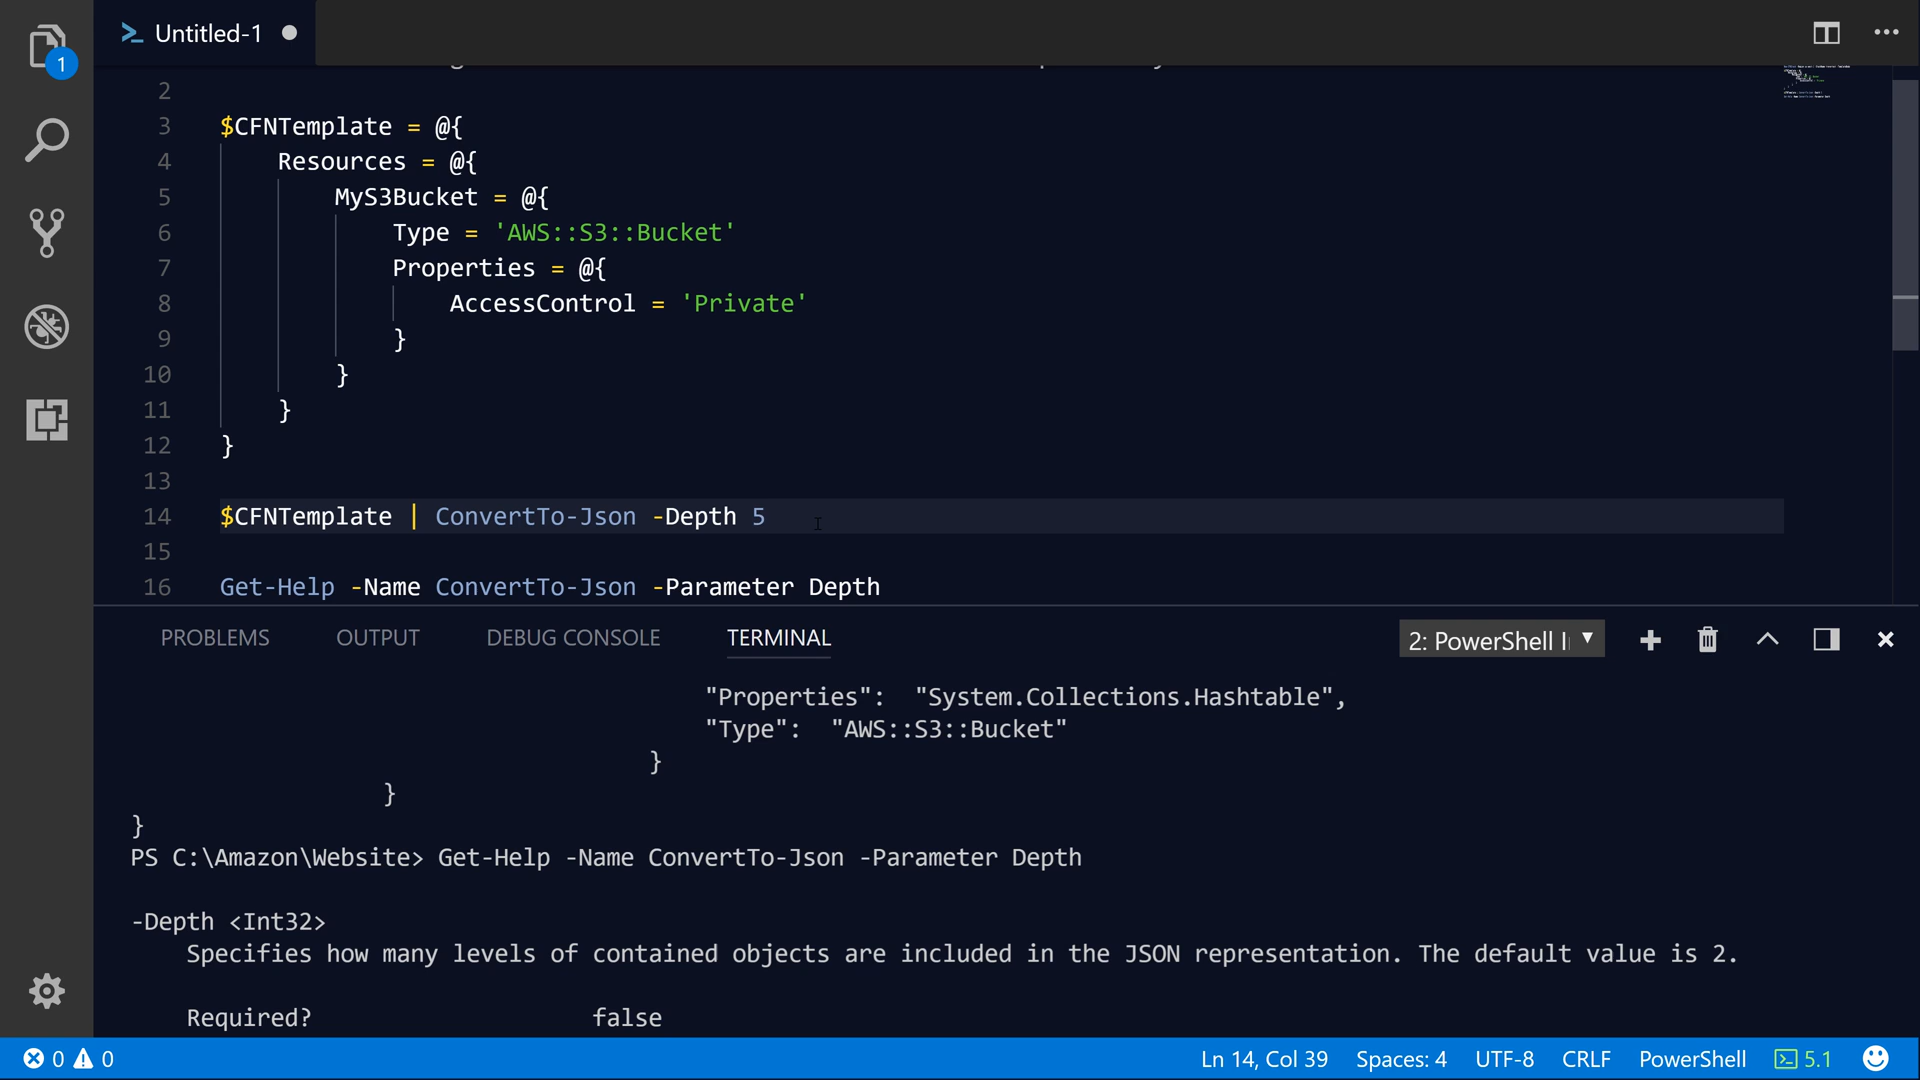 1
Untitled-1
2
3 $CFNTemplate = @{
4 Resources = @{
5 MyS3Bucket = @{
6 Type = 'AWS::S3::Bucket'
7 Properties = @{
8 AccessControl = 'Private'
9 }
10 }
11 }
12 }
13
14 $CFNTemplate | ConvertTo-Json -Depth 5
15
16 Get-Help -Name ConvertTo-Json -Parameter Depth
PROBLEMS OUTPUT DEBUG CONSOLE TERMINAL 2: PowerShell I
"Properties": "System.Collections.Hashtable",
"Type": "AWS::S3::Bucket"
}
}
}
PS C:\Amazon\Website> Get-Help -Name ConvertTo-Json -Parameter Depth
-Depth <Int32>
Specifies how many levels of contained objects are included in the JSON representation. The default value is 2.
Required? false
0 0 Ln 14, Col 39 Spaces: 4 UTF-8 CRLF PowerShell 5.1